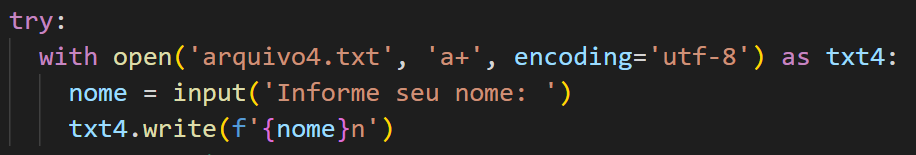 try:
  with open('arquivo4.txt', 'a+', encoding='utf-8') as txt4:
    nome = input('Informe seu nome: ')
    txt4.write(f'{nome}n')